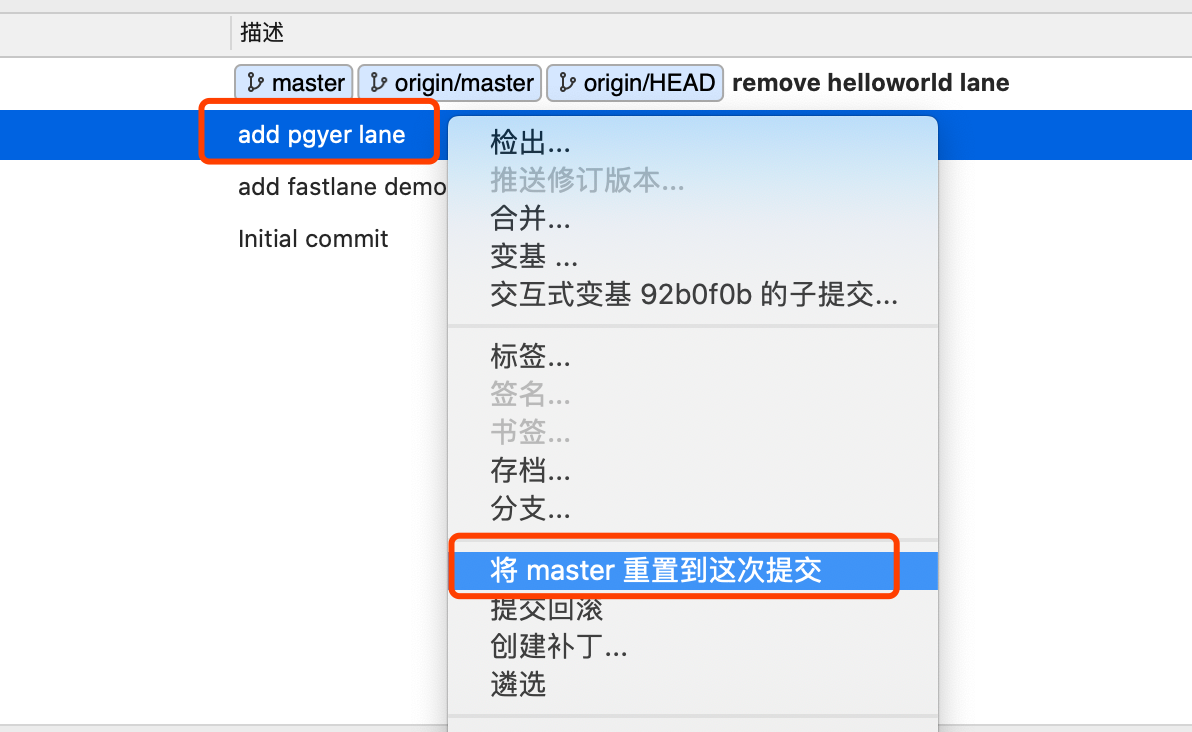 描述
master origin/master origin/HEAD remove helloworld lane
add pgyer lane
add fastlane demo
Initial commit
检出...
推送修订版本...
合并...
变基 ...
交互式变基 92b0f0b 的子提交...
标签...
签名...
书签...
存档...
分支...
将 master 重置到这次提交
提交回滚
创建补丁...
遴选